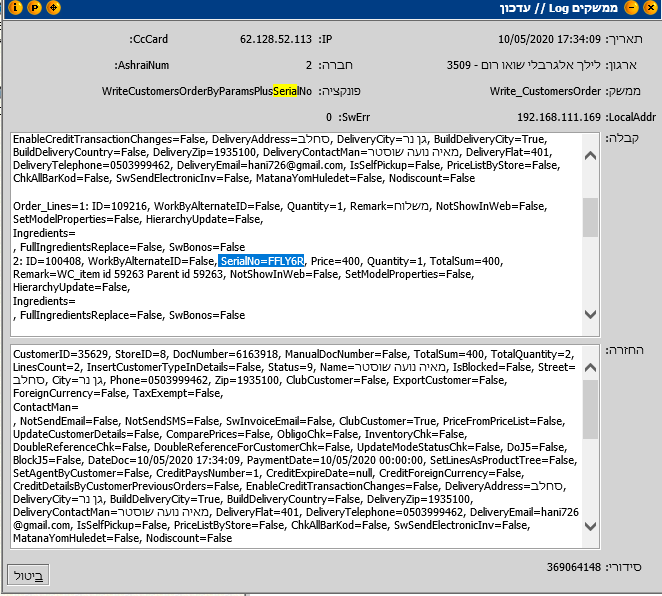 ממשקים Log // עדכון
תאריך: 10/05/2020 17:34:09 IP: 62.128.52.113 CcCard:
ארגון: לילך אלגרבלי שואו רום - 3509 חברה: 2 AshraiNum:
ממשק: Write_CustomersOrder פונקציה: WriteCustomersOrderByParamsPlusSerialNo
LocalAddr: 192.168.111.169 SwErr: 0
קבלה:
EnableCreditTransactionChanges=False, DeliveryAddress=סחלב, DeliveryCity=גן נר, BuildDeliveryCity=True,
BuildDeliveryCountry=False, DeliveryZip=1935100, DeliveryContactMan=מאיה נועה שוסטר, DeliveryFlat=401,
DeliveryTelephone=0503999462, DeliveryEmail=hani726@gmail.com, IsSelfPickup=False, PriceListByStore=False,
ChkAllBarKod=False, SwSendElectronicInv=False, MatanaYomHuledet=False, Nodiscount=False
Order_Lines=1: ID=109216, WorkByAlternateID=False, Quantity=1, Remark=משלוח, NotShowInWeb=False,
SetModelProperties=False, HierarchyUpdate=False,
Ingredients=
, FullIngredientsReplace=False, SwBonos=False
2: ID=100408, WorkByAlternateID=False, SerialNo=FFLY6R, Price=400, Quantity=1, TotalSum=400,
Remark=WC_item id 59263 Parent id 59263, NotShowInWeb=False, SetModelProperties=False,
HierarchyUpdate=False,
Ingredients=
, FullIngredientsReplace=False, SwBonos=False
החזרה:
CustomerID=35629, StoreID=8, DocNumber=6163918, ManualDocNumber=False, TotalSum=400, TotalQuantity=2,
LinesCount=2, InsertCustomerTypeInDetails=False, Status=9, Name=מאיה נועה שוסטר, IsBlocked=False, Street=
סחלב, City=גן נר, Phone=0503999462, Zip=1935100, ClubCustomer=False, ExportCustomer=False,
ForeignCurrency=False, TaxExempt=False,
ContactMan=
, NotSendEmail=False, NotSendSMS=False, SwInvoiceEmail=False, ClubCustomer=True, PriceFromPriceList=False,
UpdateCustomerDetails=False, ComparePrices=False, ObligoChk=False, InventoryChk=False,
DoubleReferenceChk=False, DoubleReferenceForCustomerChk=False, UpdateModeStatusChk=False, DoJ5=False,
BlockJ5=False, DateDoc=10/05/2020 17:34:09, PaymentDate=10/05/2020 00:00:00, SetLinesAsProductTree=False,
SetAgentByCustomer=False, CreditPaysNumber=1, CreditExpireDate=null, CreditForeignCurrency=False,
CreditDetailsByCustomerPreviousOrders=False, EnableCreditTransactionChanges=False, DeliveryAddress=סחלב,
DeliveryCity=גן נר, BuildDeliveryCity=True, BuildDeliveryCountry=False, DeliveryZip=1935100,
DeliveryContactMan=מאיה נועה שוסטר, DeliveryFlat=401, DeliveryTelephone=0503999462, DeliveryEmail=hani726
@gmail.com, IsSelfPickup=False, PriceListByStore=False, ChkAllBarKod=False, SwSendElectronicInv=False,
MatanaYomHuledet=False, Nodiscount=False
סידורי: 369064148
ביטול